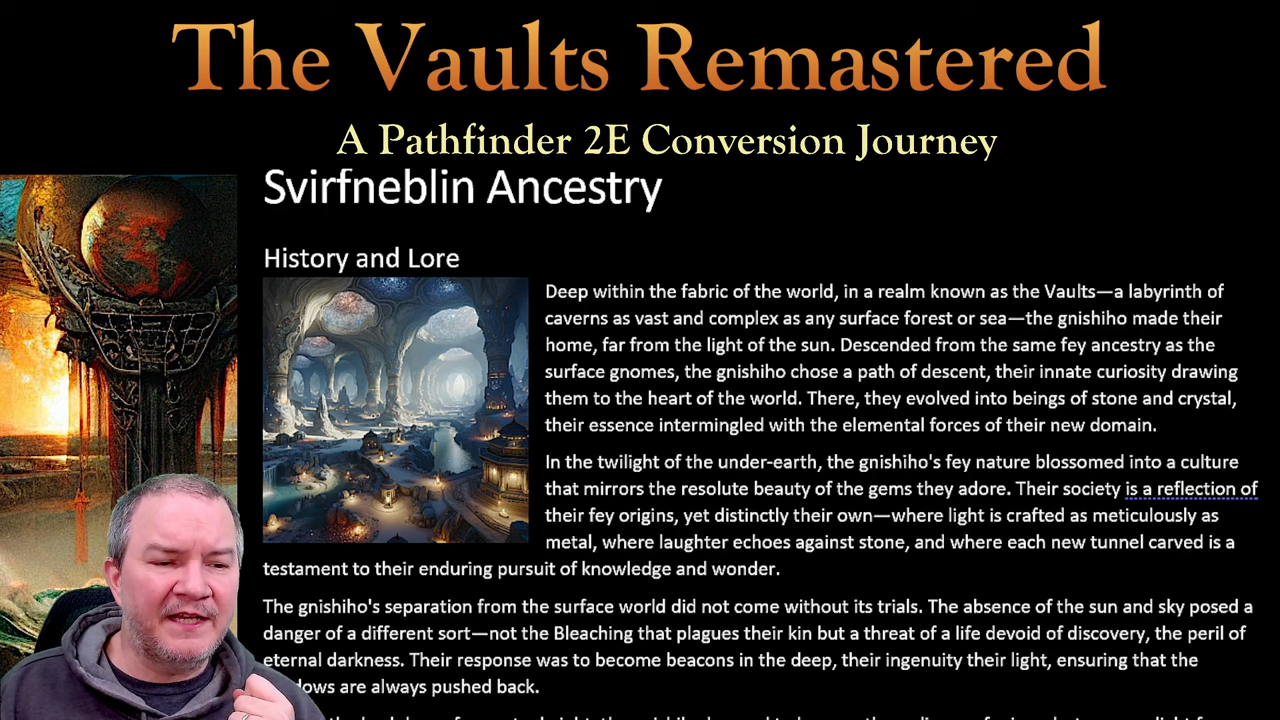 The Vaults Remastered
A Pathfinder 2E Conversion Journey
Svirfneblin Ancestry
History and Lore
Deep within the fabric of the world, in a realm known as the Vaults—a labyrinth of
caverns as vast and complex as any surface forest or sea—the gnishiho made their
home, far from the light of the sun. Descended from the same fey ancestry as the
surface gnomes, the gnishiho chose a path of descent, their innate curiosity drawing
them to the heart of the world. There, they evolved into beings of stone and crystal,
their essence intermingled with the elemental forces of their new domain.
In the twilight of the under-earth, the gnishiho's fey nature blossomed into a culture
that mirrors the resolute beauty of the gems they adore. Their society is a reflection of
their fey origins, yet distinctly their own—where light is crafted as meticulously as
metal, where laughter echoes against stone, and where each new tunnel carved is a
testament to their enduring pursuit of knowledge and wonder.
The gnishiho's separation from the surface world did not come without its trials. The absence of the sun and sky posed a
danger of a different sort—not the Bleaching that plagues their kin but a threat of a life devoid of discovery, the peril of
eternal darkness. Their response was to become beacons in the deep, their ingenuity their light, ensuring that the
dows are always pushed back.